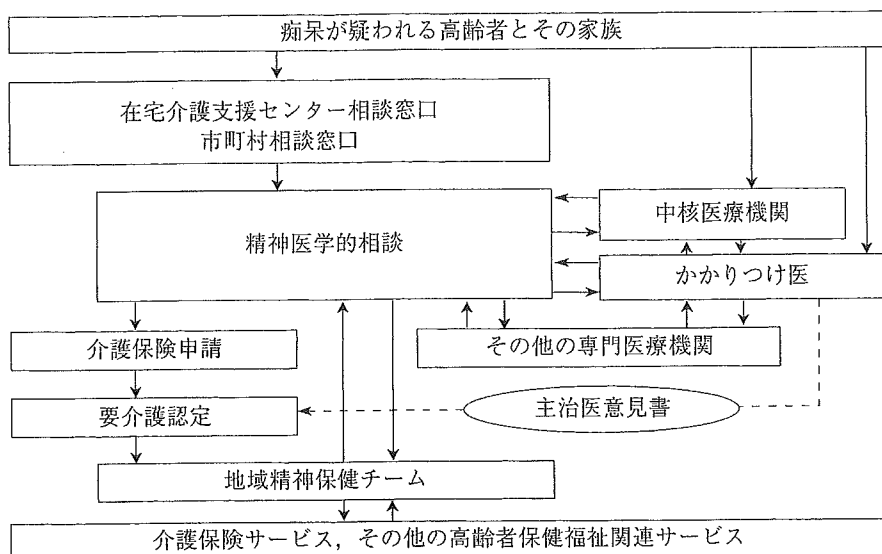 痴呆が疑われる高齢者とその家族
在宅介護支援センター相談窓口
市町村相談窓口
精神医学的相談
中核医療機関
かかりつけ医
介護保険申請
その他の専門医療機関
要介護認定
主治医意見書
地域精神保健チーム
介護保険サービス，その他の高齢者保健福祉関連サービス